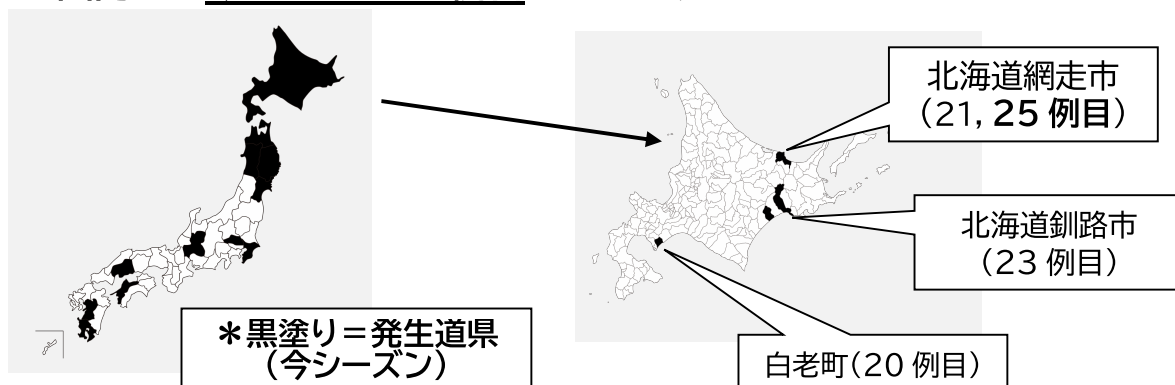 北海道網走市
（21, 25 例目）
北海道釧路市
（23 例目）
白老町（20 例目）
＊黒塗り＝発生道県
（今シーズン）